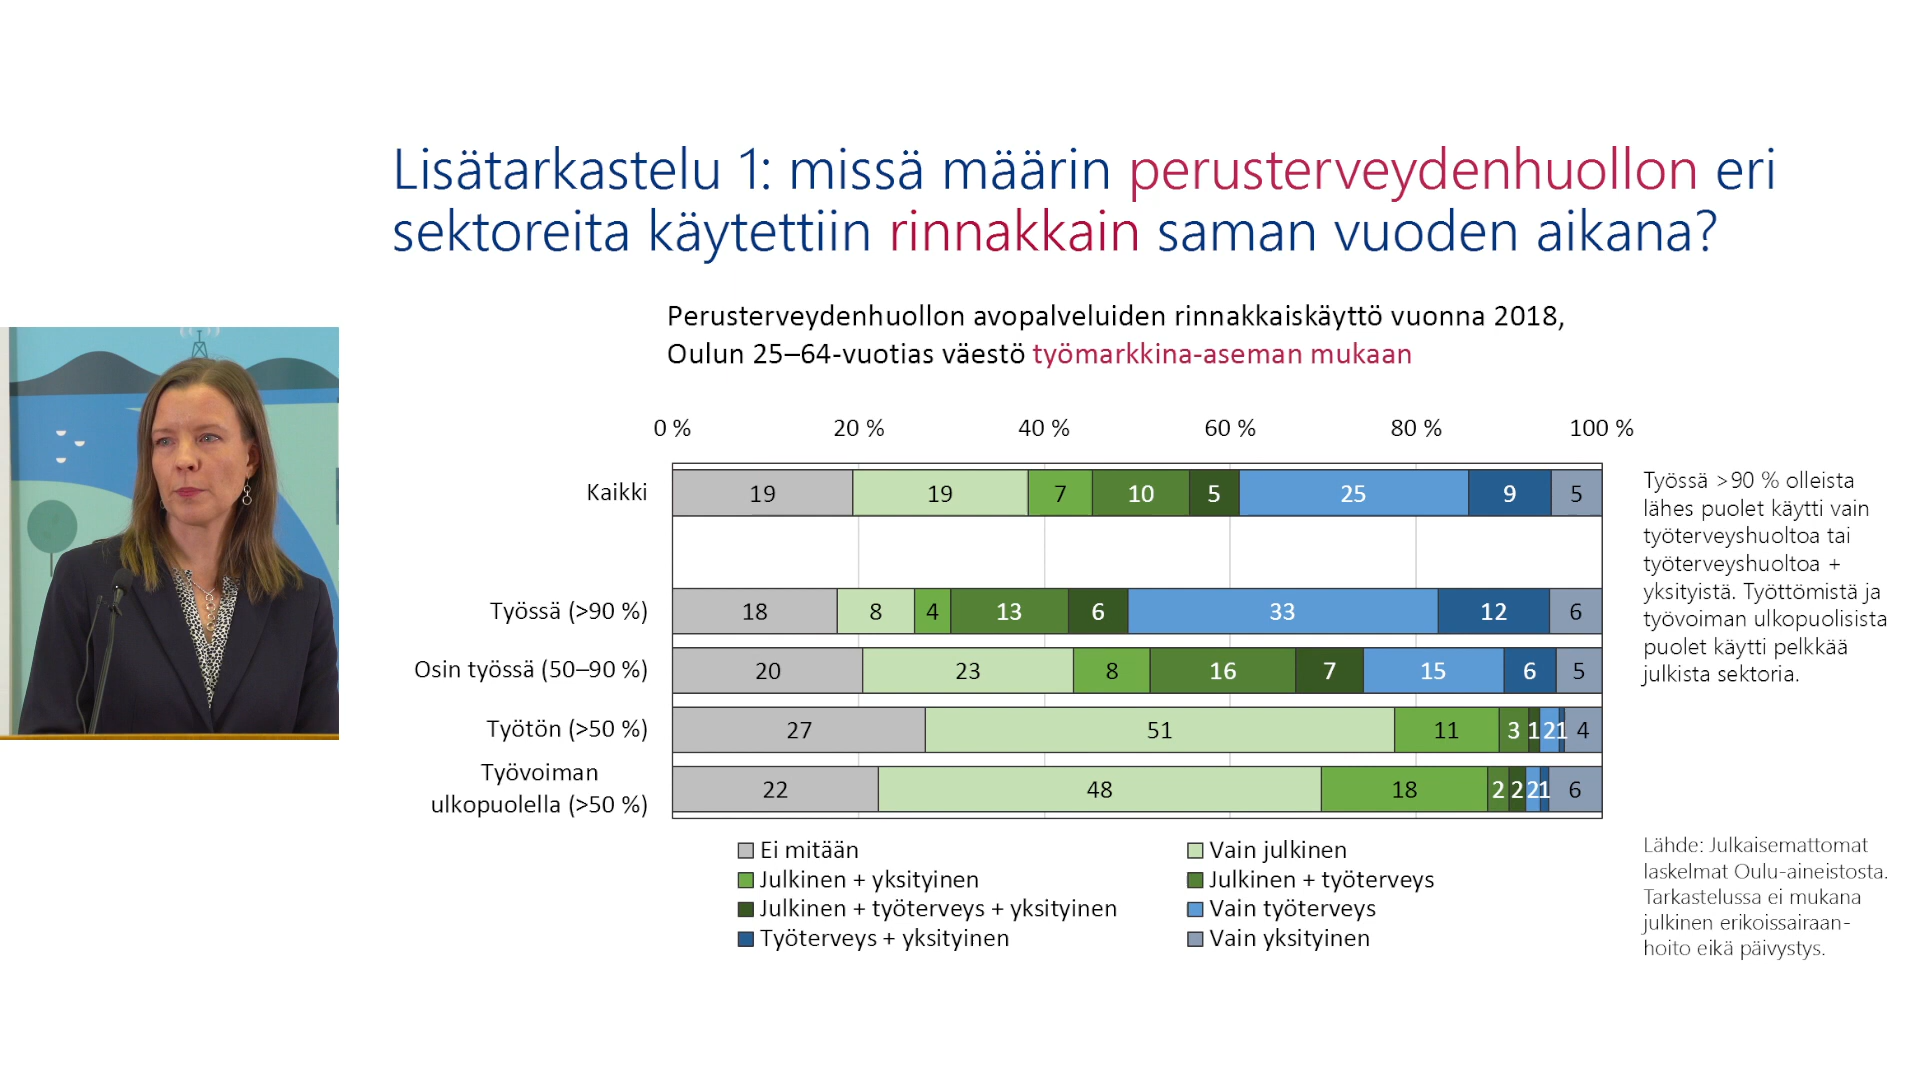 Lisätarkastelu 1: missä määrin perusterveydenhuollon eri
sektoreita käytettiin rinnakkain saman vuoden aikana?
Perusterveydenhuollon avopalveluiden rinnakkaiskäyttö vuonna 2018,
Oulun 25–64-vuotias väestö työmarkkina-aseman mukaan
0 % 20 % 40 % 60 % 80 % 100 %
Kaikki 19 19 7 10 5 25 9 5
Työssä (>90 %) 18 8 4 13 6 33 12 6
Osin työssä (50–90 %) 20 23 8 16 7 15 6 5
Työtön (>50 %) 27 51 11 3 1 2 1 4
Työvoiman
ulkopuolella (>50 %) 22 48 18 2 2 2 1 6
Työssä >90 % olleista
lähes puolet käytti vain
työterveyshuoltoa tai
työterveyshuoltoa +
yksityistä. Työttömistä ja
työvoiman ulkopuolisista
puolet käytti pelkkää
julkista sektoria.
Ei mitään Vain julkinen
Julkinen + yksityinen Julkinen + työterveys
Julkinen + työterveys + yksityinen Vain työterveys
Työterveys + yksityinen Vain yksityinen
Lähde: Julkaisemattomat
laskelmat Oulu-aineistosta.
Tarkastelussa ei mukana
julkinen erikoissairaan-
hoito eikä päivystys.